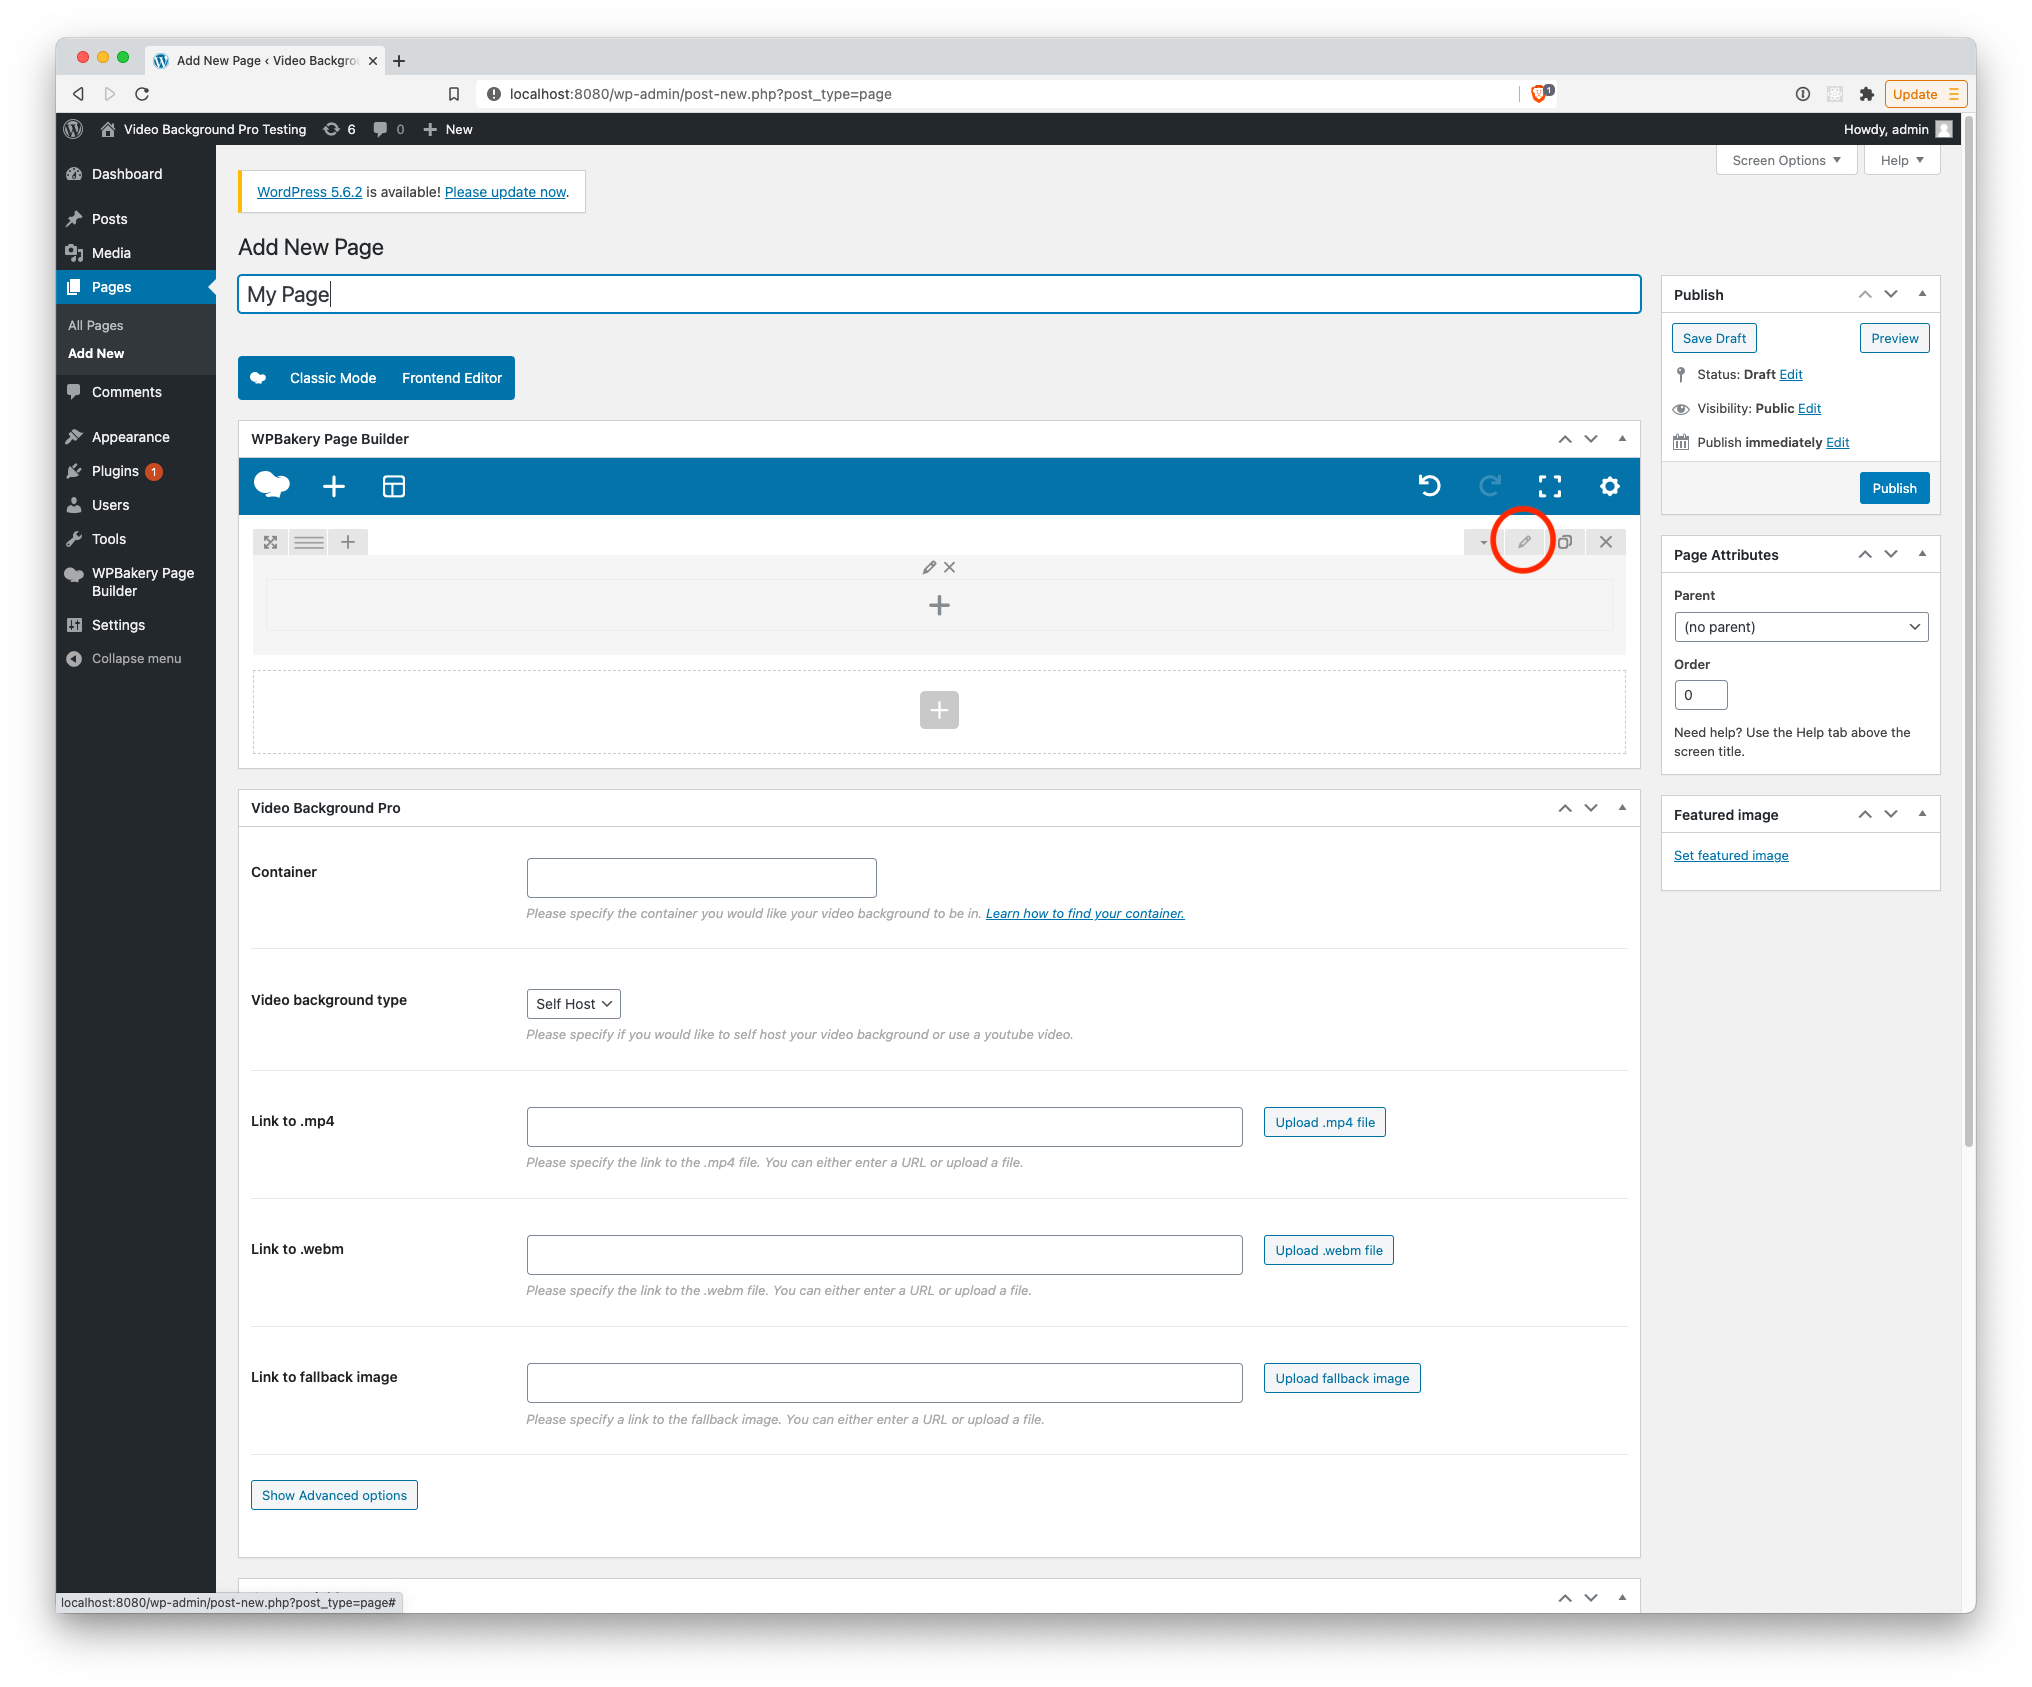 Add New Page ‹ Video Backgro
localhost:8080/wp-admin/post-new.php?post_type=page
1
Update
Video Background Pro Testing
6
0
New
Howdy, admin
Screen Options
Help
Dashboard
Posts
Media
Pages
All Pages
Add New
Comments
Appearance
Plugins 1
Users
Tools
WPBakery Page
Builder
Settings
Collapse menu
WordPress 5.6.2 is available! Please update now.
Add New Page
My Page
Classic Mode
Frontend Editor
WPBakery Page Builder
Video Background Pro
Container
Please specify the container you would like your video background to be in. Learn how to find your container.
Video background type
Self Host
Please specify if you would like to self host your video background or use a youtube video.
Link to .mp4
Upload .mp4 file
Please specify the link to the .mp4 file. You can either enter a URL or upload a file.
Link to .webm
Upload .webm file
Please specify the link to the .webm file. You can either enter a URL or upload a file.
Link to fallback image
Upload fallback image
Please specify a link to the fallback image. You can either enter a URL or upload a file.
Show Advanced options
Publish
Save Draft
Preview
Status: Draft Edit
Visibility: Public Edit
Publish immediately Edit
Publish
Page Attributes
Parent
(no parent)
Order
0
Need help? Use the Help tab above the
screen title.
Featured image
Set featured image
localhost:8080/wp-admin/post-new.php?post_type=page#